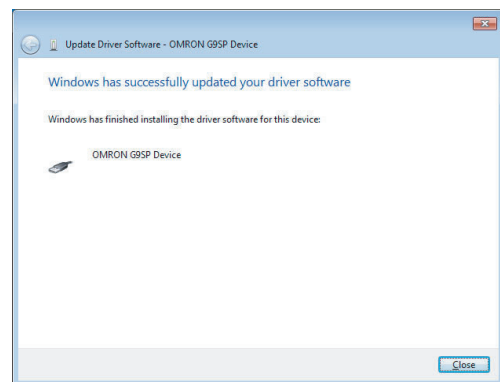 Update Driver Software - OMRON G9SP Device
Windows has successfully updated your driver software
Windows has finished installing the driver software for this device:
OMRON G9SP Device
Close